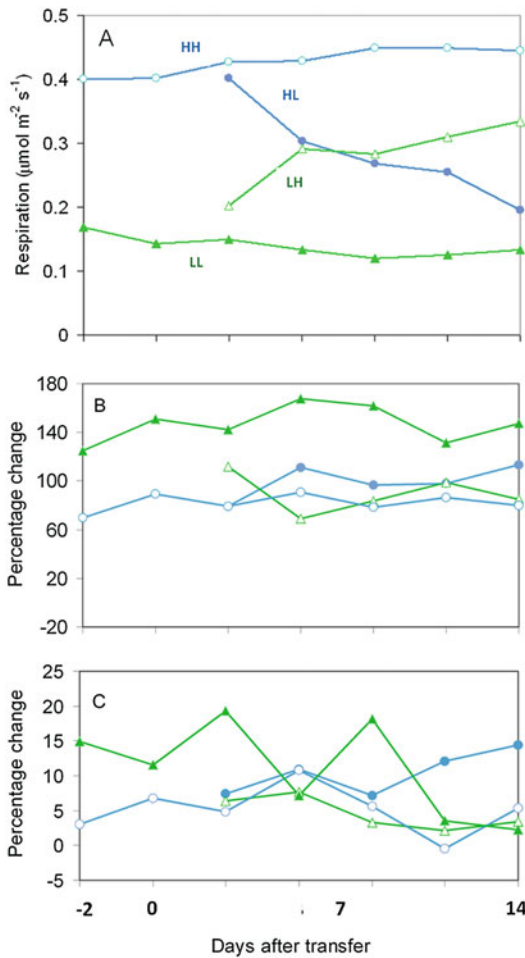 A
HH
HL
LH
LL
0.5
0.4
0.3
0.2
0.1
0
Respiration (µmol m⁻² s⁻¹)
B
180
140
100
60
20
-20
Percentage change
C
25
20
15
10
5
0
-5
Percentage change
-2 0 7 14
Days after transfer